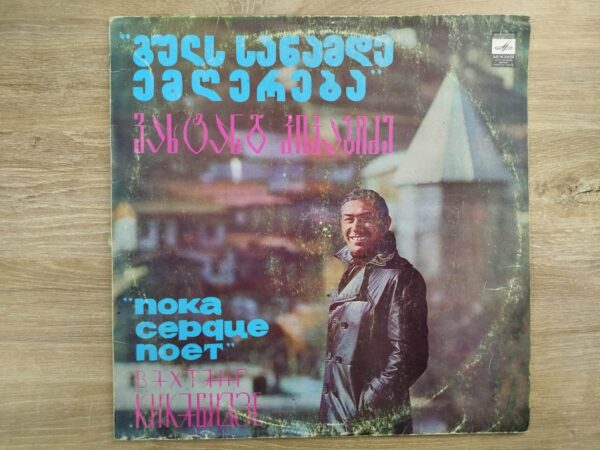 "გულს სანამდე
ემღერება"
ვახტანგ კიკაბიძე
"пока
сердце
поет"
ВАХТАНГ
КИКАБИДЗЕ